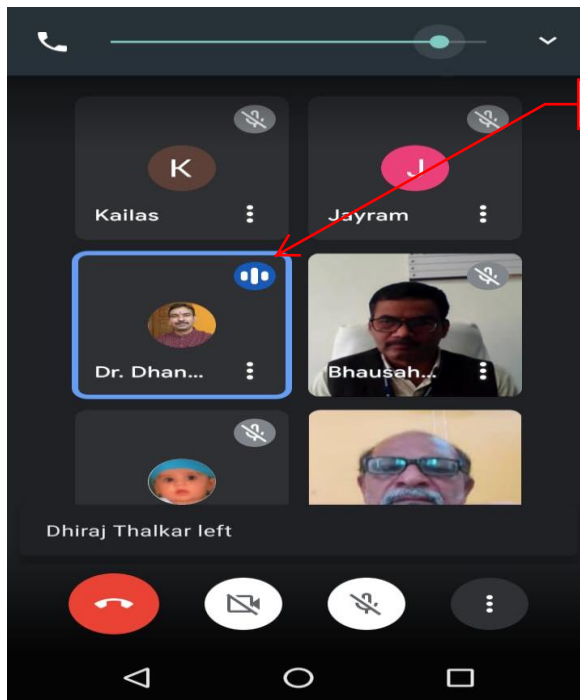 K
J
Kailas
Jayram
Dr. Dhan...
Bhausah...
Dhiraj Thalkar left